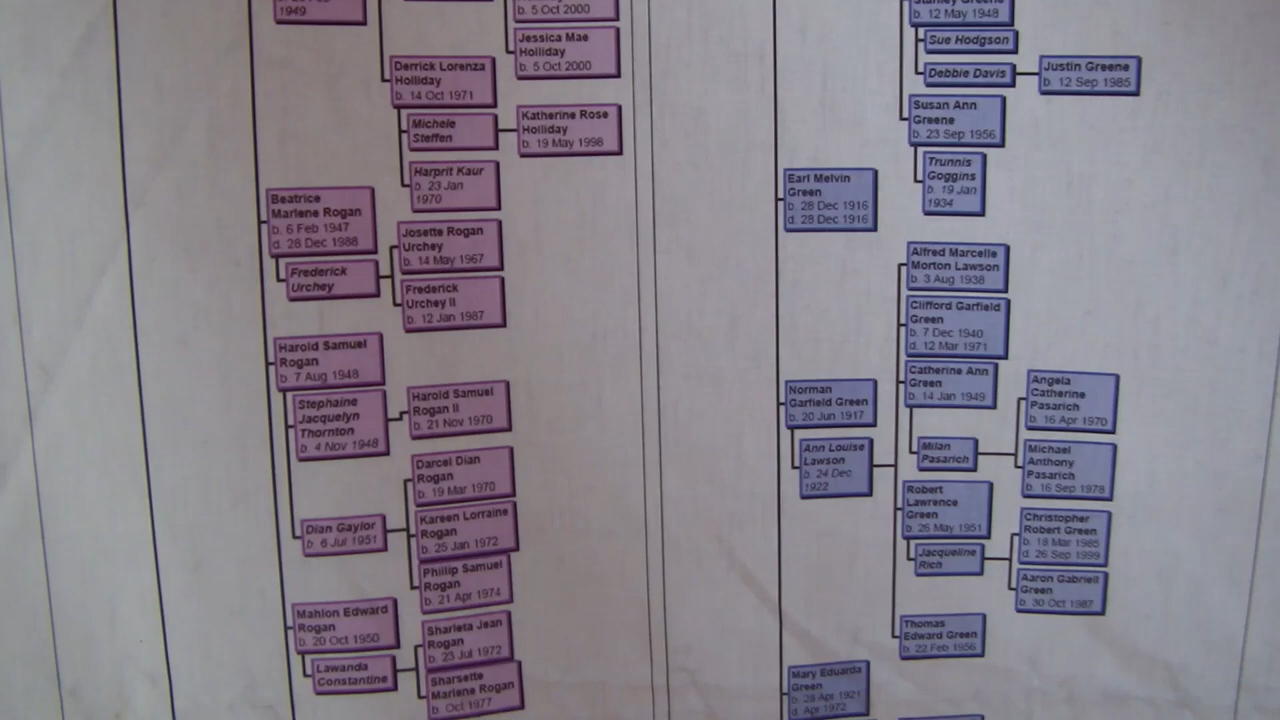 1949
b. 5 Oct 2000
Jessica Mae
Holliday
b. 5 Oct 2000
Derrick Lorenza
Holliday
b. 14 Oct 1971
Michele
Steffen
Katherine Rose
Holliday
b. 19 May 1998
Harprit Kaur
b. 23 Jan
1970
Beatrice
Marlene Rogan
b. 6 Feb 1947
d. 28 Dec 1988
Frederick
Urchey
Josette Rogan
Urchey
b. 14 May 1967
Frederick
Urchey II
b. 12 Jan 1987
Harold Samuel
Rogan
b. 7 Aug 1948
Stephaine
Jacquelyn
Thornton
b. 4 Nov 1948
Harold Samuel
Rogan II
b. 21 Nov 1970
Darcel Dian
Rogan
b. 19 Mar 1970
Dian Gaylor
b. 6 Jul 1951
Kareen Lorraine
Rogan
b. 25 Jan 1972
Phillip Samuel
Rogan
b. 21 Apr 1974
Mahlon Edward
Rogan
b. 20 Oct 1950
Lawanda
Constantine
Sharleta Jean
Rogan
b. 23 Jul 1972
Sharsette
Marlene Rogan
b. Oct 1977
Stanley Greene
b. 12 May 1948
Sue Hodgson
Debbie Davis
Justin Greene
b. 12 Sep 1985
Susan Ann
Greene
b. 23 Sep 1956
Trunnis
Goggins
b. 19 Jan
1934
Earl Melvin
Green
b. 28 Dec 1916
d. 28 Dec 1916
Alfred Marcelle
Morton Lawson
b. 3 Aug 1938
Clifford Garfield
Green
b. 7 Dec 1940
d. 12 Mar 1971
Norman
Garfield Green
b. 20 Jun 1917
Ann Louise
Lawson
b. 24 Dec
1922
Catherine Ann
Green
b. 14 Jan 1949
Milan
Pasarich
Angela
Catherine
Pasarich
b. 16 Apr 1970
Michael
Anthony
Pasarich
b. 16 Sep 1978
Robert
Lawrence
Green
b. 26 May 1951
Jacqueline
Rich
Christopher
Robert Green
b. 18 Mar 1985
d. 26 Sep 1999
Aaron Gabriell
Green
b. 30 Oct 1987
Thomas
Edward Green
b. 22 Feb 1956
Mary Eduarda
Green
b. 28 Apr 1921
d. Apr 1972